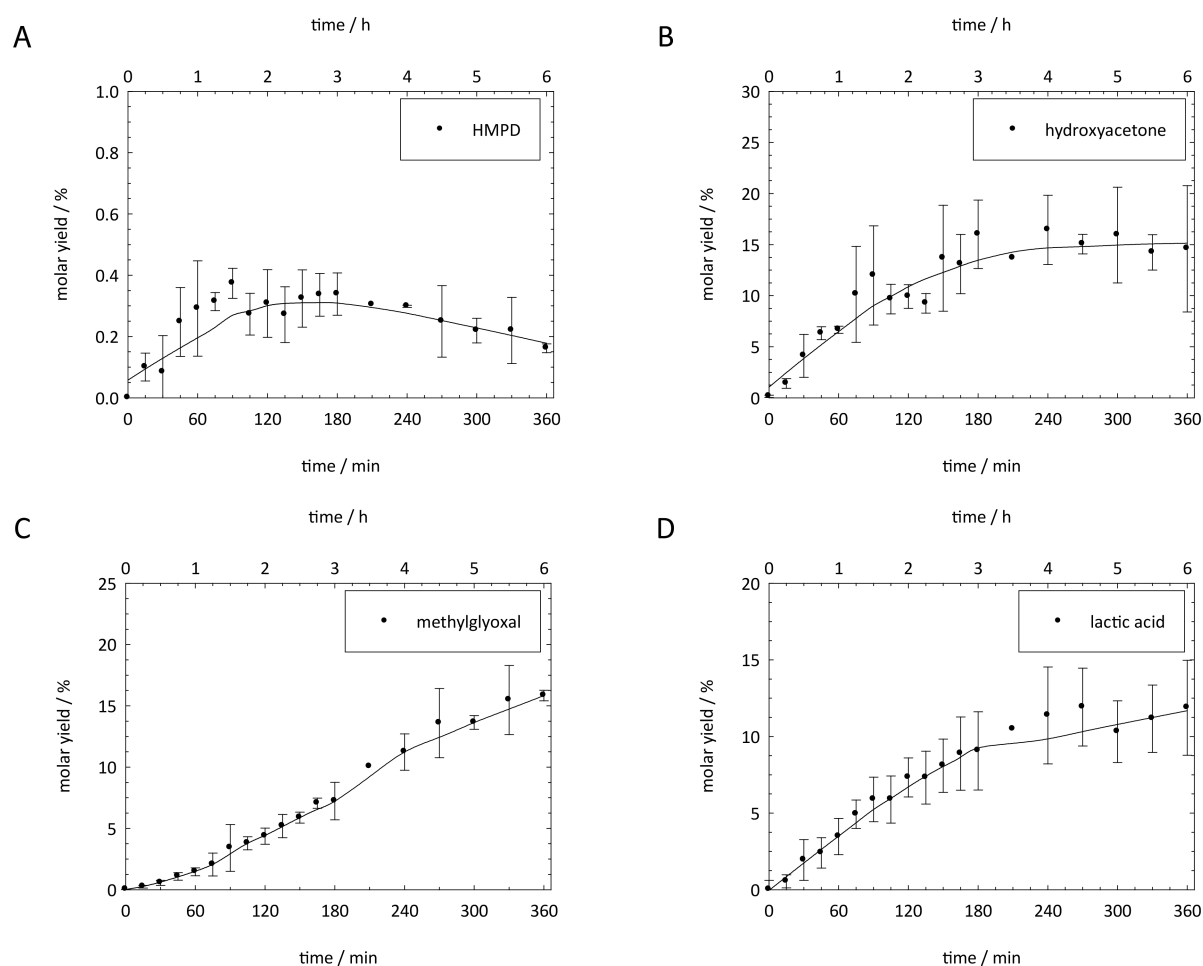 A
time / h
0 1 2 3 4 5 6
1.0
0.8
0.6
0.4
0.2
0.0
molar yield / %
HMPD
0 60 120 180 240 300 360
time / min
B
time / h
0 1 2 3 4 5 6
30
25
20
15
10
5
0
molar yield / %
hydroxyacetone
0 60 120 180 240 300 360
time / min
C
time / h
0 1 2 3 4 5 6
25
20
15
10
5
0
molar yield / %
methylglyoxal
0 60 120 180 240 300 360
time / min
D
time / h
0 1 2 3 4 5 6
20
15
10
5
0
molar yield / %
lactic acid
0 60 120 180 240 300 360
time / min